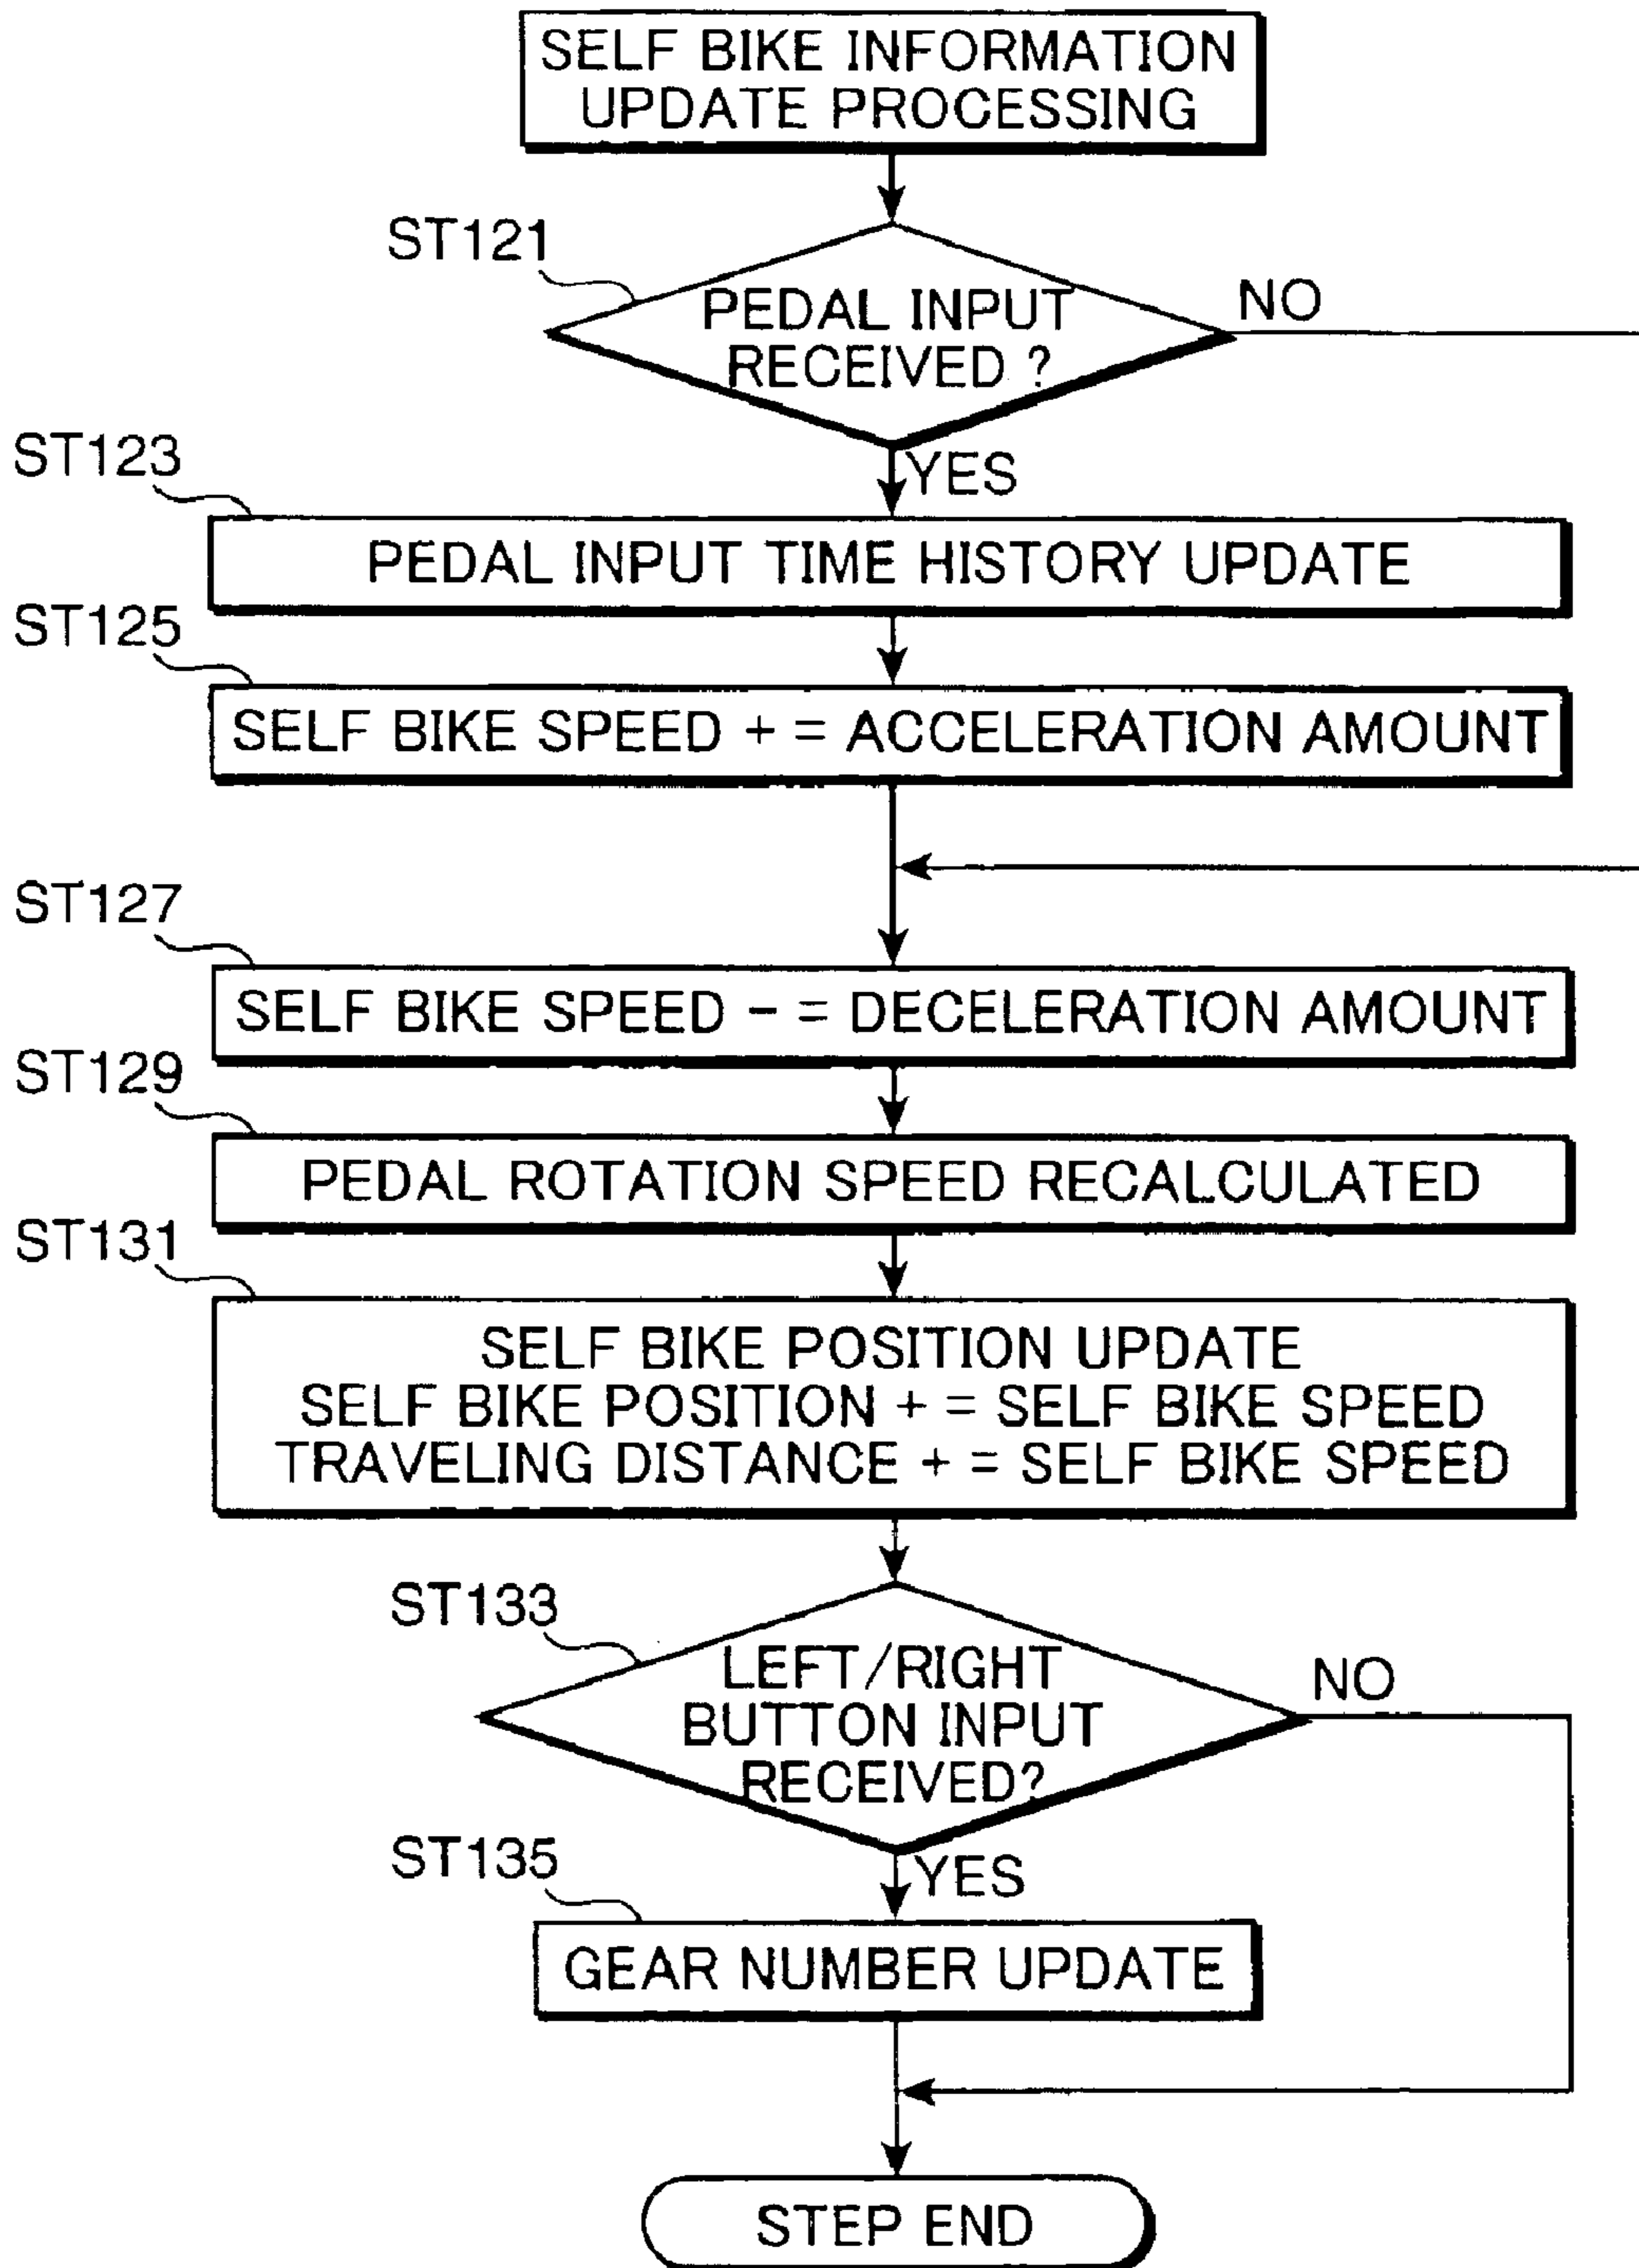 SELF BIKE INFORMATION
UPDATE PROCESSING
ST121
PEDAL INPUT
RECEIVED ?
NO
YES
ST123
PEDAL INPUT TIME HISTORY UPDATE
ST125
SELF BIKE SPEED + = ACCELERATION AMOUNT
ST127
SELF BIKE SPEED - = DECELERATION AMOUNT
ST129
PEDAL ROTATION SPEED RECALCULATED
ST131
SELF BIKE POSITION UPDATE
SELF BIKE POSITION + = SELF BIKE SPEED
TRAVELING DISTANCE + = SELF BIKE SPEED
ST133
LEFT/RIGHT
BUTTON INPUT
RECEIVED?
NO
YES
ST135
GEAR NUMBER UPDATE
STEP END